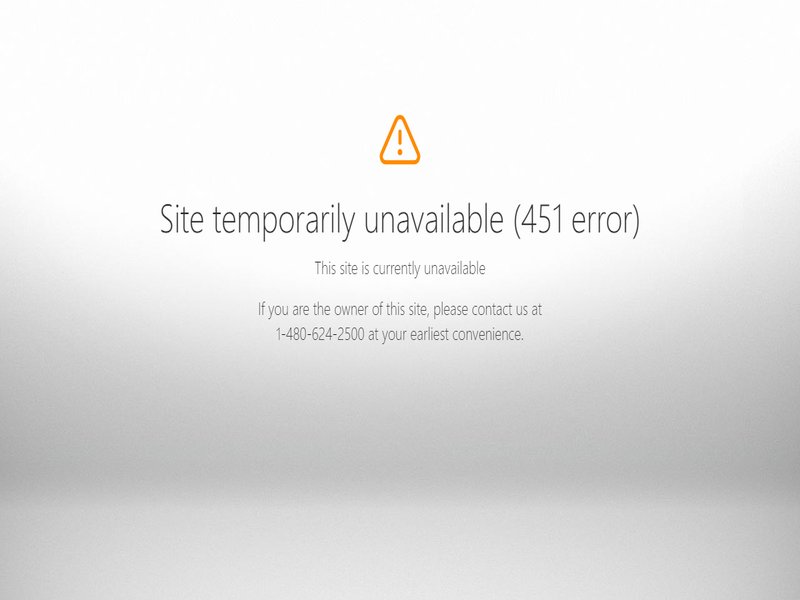 Site temporarily unavailable (451 error)
This site is currently unavailable
If you are the owner of this site, please contact us at
1-480-624-2500 at your earliest convenience.